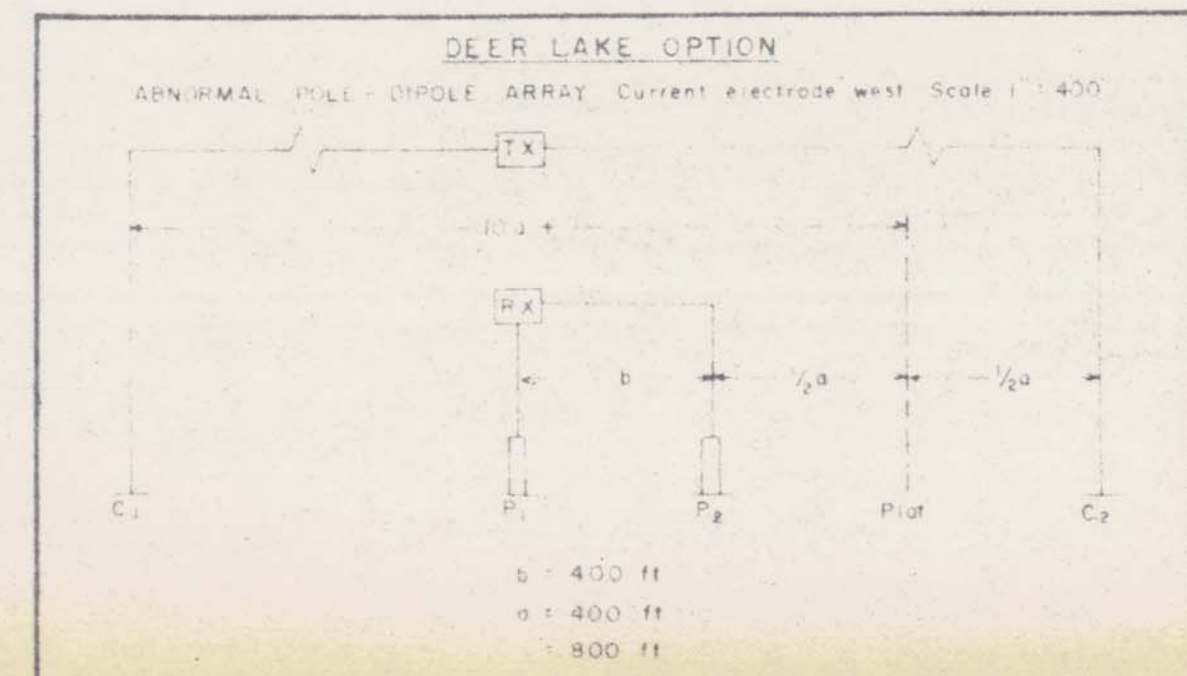 DEER LAKE OPTION
ABNORMAL POLE - DIPOLE ARRAY Current electrode west Scale 1" = 400'
TX
10 a +
RX
b ½a ½a
C1 P1 P2 Plot C2
b = 400 ft
a = 400 ft
= 800 ft